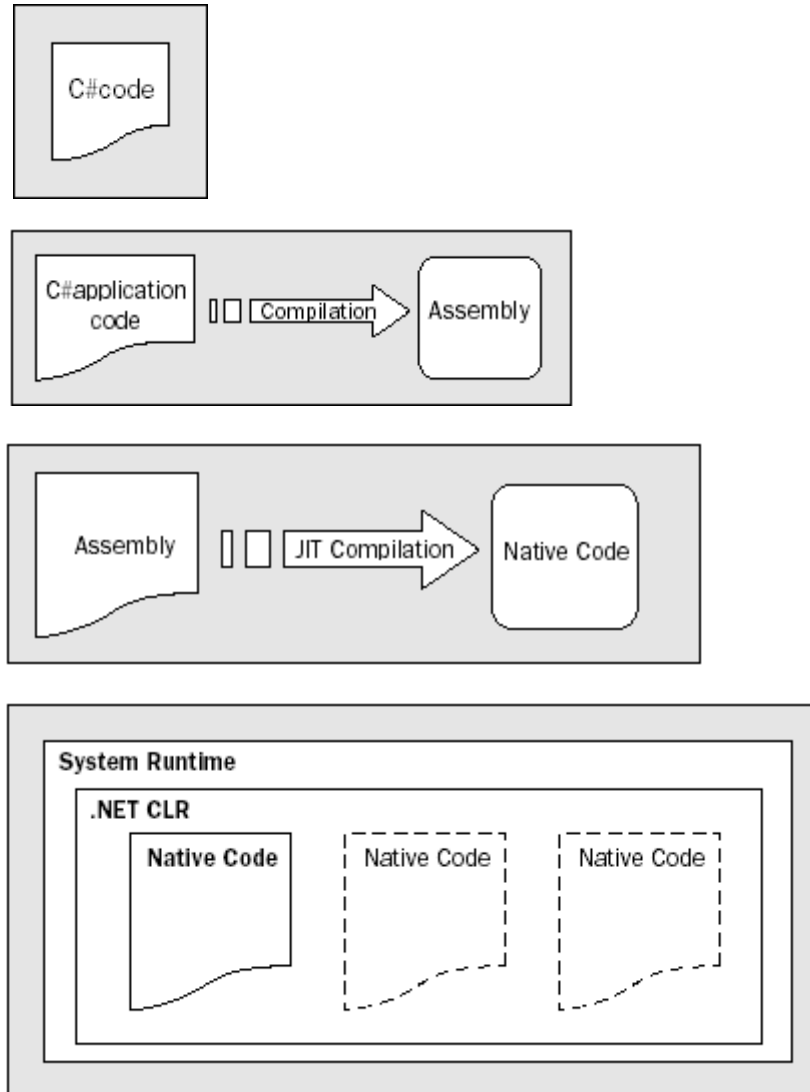 C#code
C#application
code
Compilation
Assembly
Assembly
JIT Compilation
Native Code
System Runtime
.NET CLR
Native Code
Native Code
Native Code